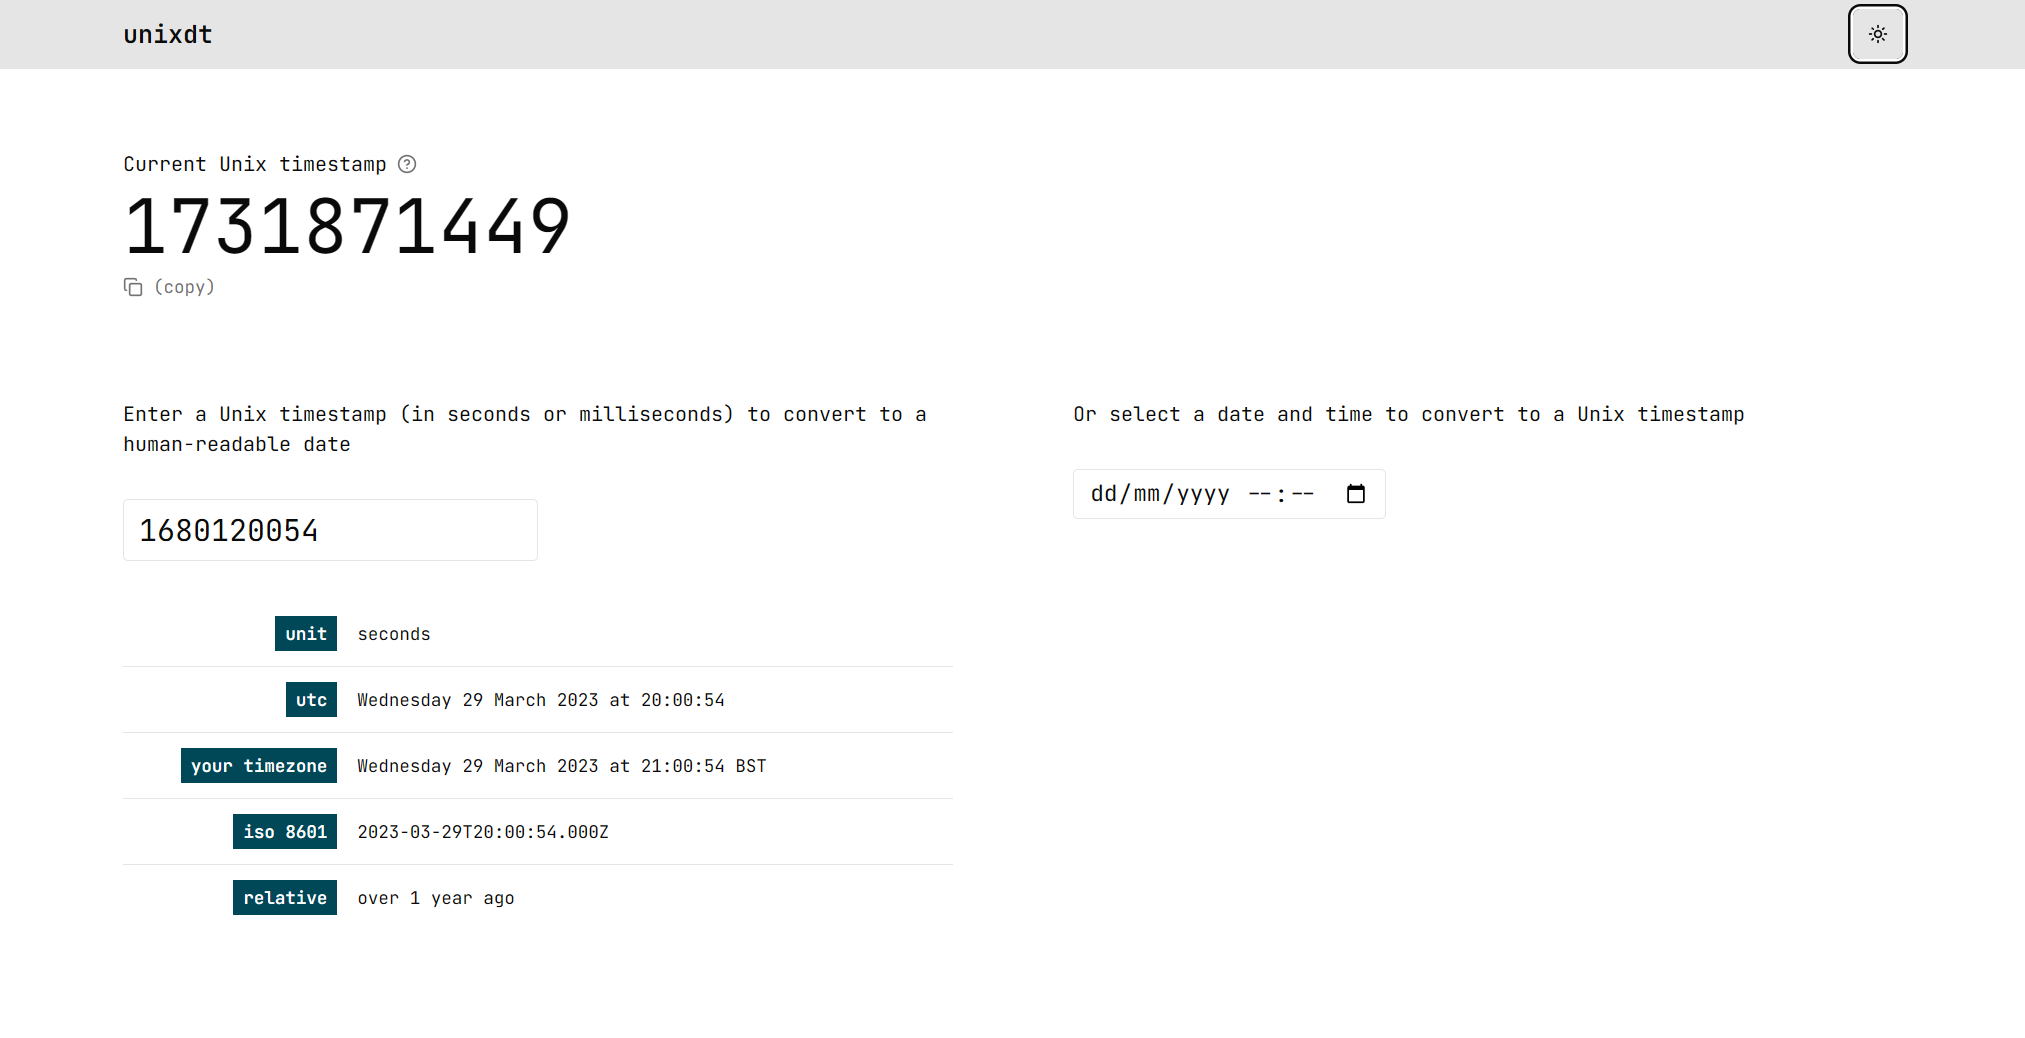 unixdt
Current Unix timestamp
1731871449
(copy)
Enter a Unix timestamp (in seconds or milliseconds) to convert to a
human-readable date
1680120054
unit seconds
utc Wednesday 29 March 2023 at 20:00:54
your timezone Wednesday 29 March 2023 at 21:00:54 BST
iso 8601 2023-03-29T20:00:54.000Z
relative over 1 year ago
Or select a date and time to convert to a Unix timestamp
dd/mm/yyyy --:--